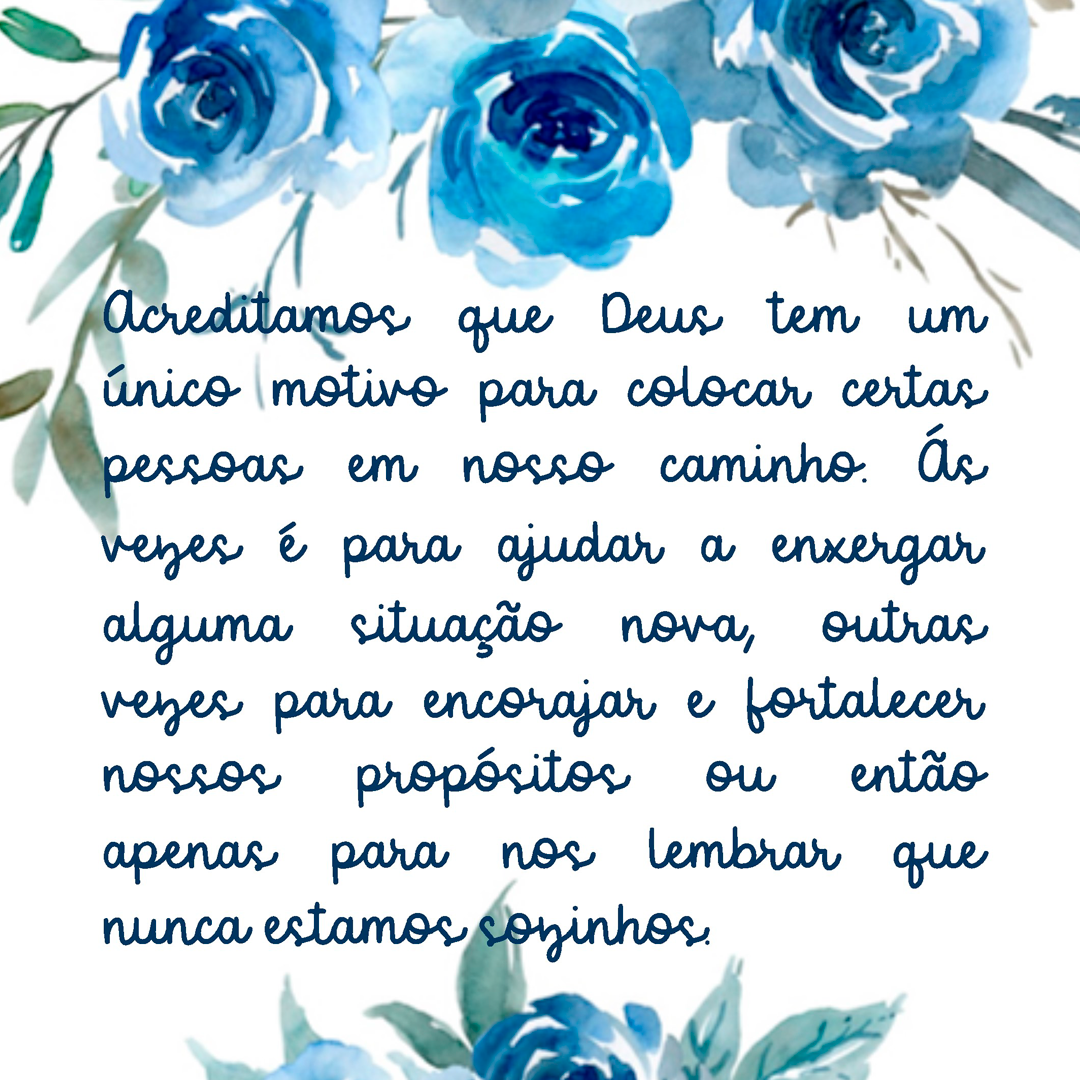 Acreditamos que Deus tem um
único motivo para colocar certas
pessoas em nosso caminho. Ás
vezes é para ajudar a enxergar
alguma situação nova, outras
vezes para encorajar e fortalecer
nossos propósitos ou então
apenas para nos lembrar que
nunca estamos sozinhos.